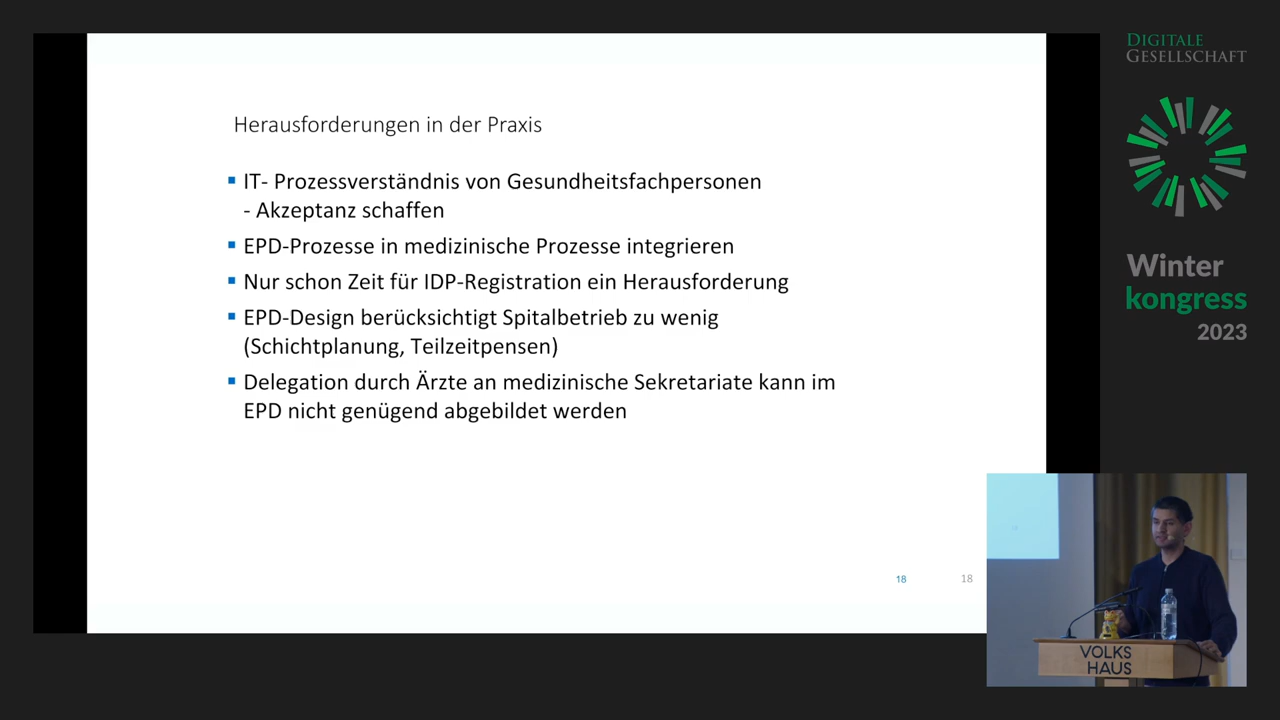 Herausforderungen in der Praxis
IT- Prozessverständnis von Gesundheitsfachpersonen
- Akzeptanz schaffen
EPD-Prozesse in medizinische Prozesse integrieren
Nur schon Zeit für IDP-Registration ein Herausforderung
EPD-Design berücksichtigt Spitalbetrieb zu wenig
(Schichtplanung, Teilzeitpensen)
Delegation durch Ärzte an medizinische Sekretariate kann im
EPD nicht genügend abgebildet werden
18
18
DIGITALE
GESELLSCHAFT
Winter
kongress
2023
VOLKS
HAUS